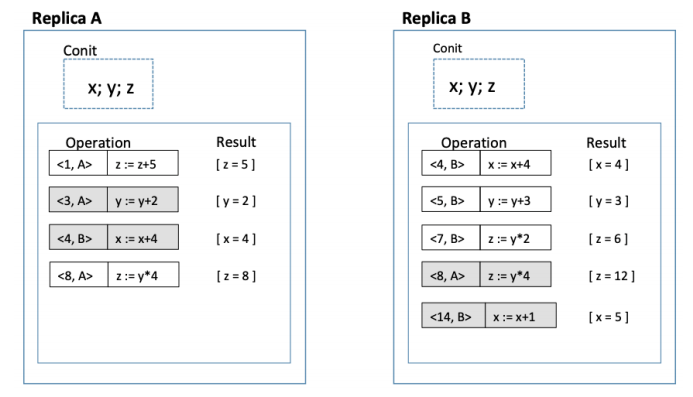 Replica A
Conit
x; y; z
Operation Result
<1, A> z := z+5 [ z = 5 ]
<3, A> y := y+2 [ y = 2 ]
<4, B> x := x+4 [ x = 4 ]
<8, A> z := y*4 [ z = 8 ]
Replica B
Conit
x; y; z
Operation Result
<4, B> x := x+4 [ x = 4 ]
<5, B> y := y+3 [ y = 3 ]
<7, B> z := y*2 [ z = 6 ]
<8, A> z := y*4 [ z = 12 ]
<14, B> x := x+1 [ x = 5 ]